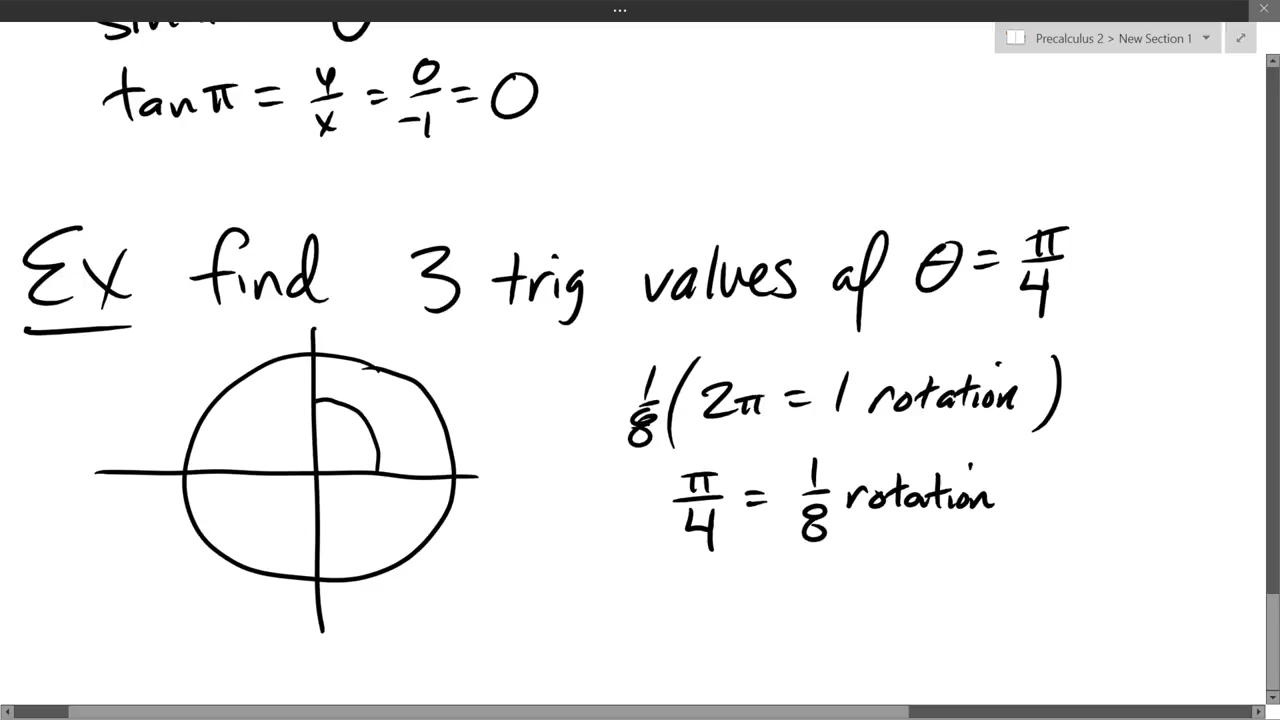 ...
Precalculus 2 > New Section 1
tan π = y/x = 0/-1 = 0
Ex find 3 trig values of θ = π/4
1/8 (2π = 1 rotation)
π/4 = 1/8 rotation